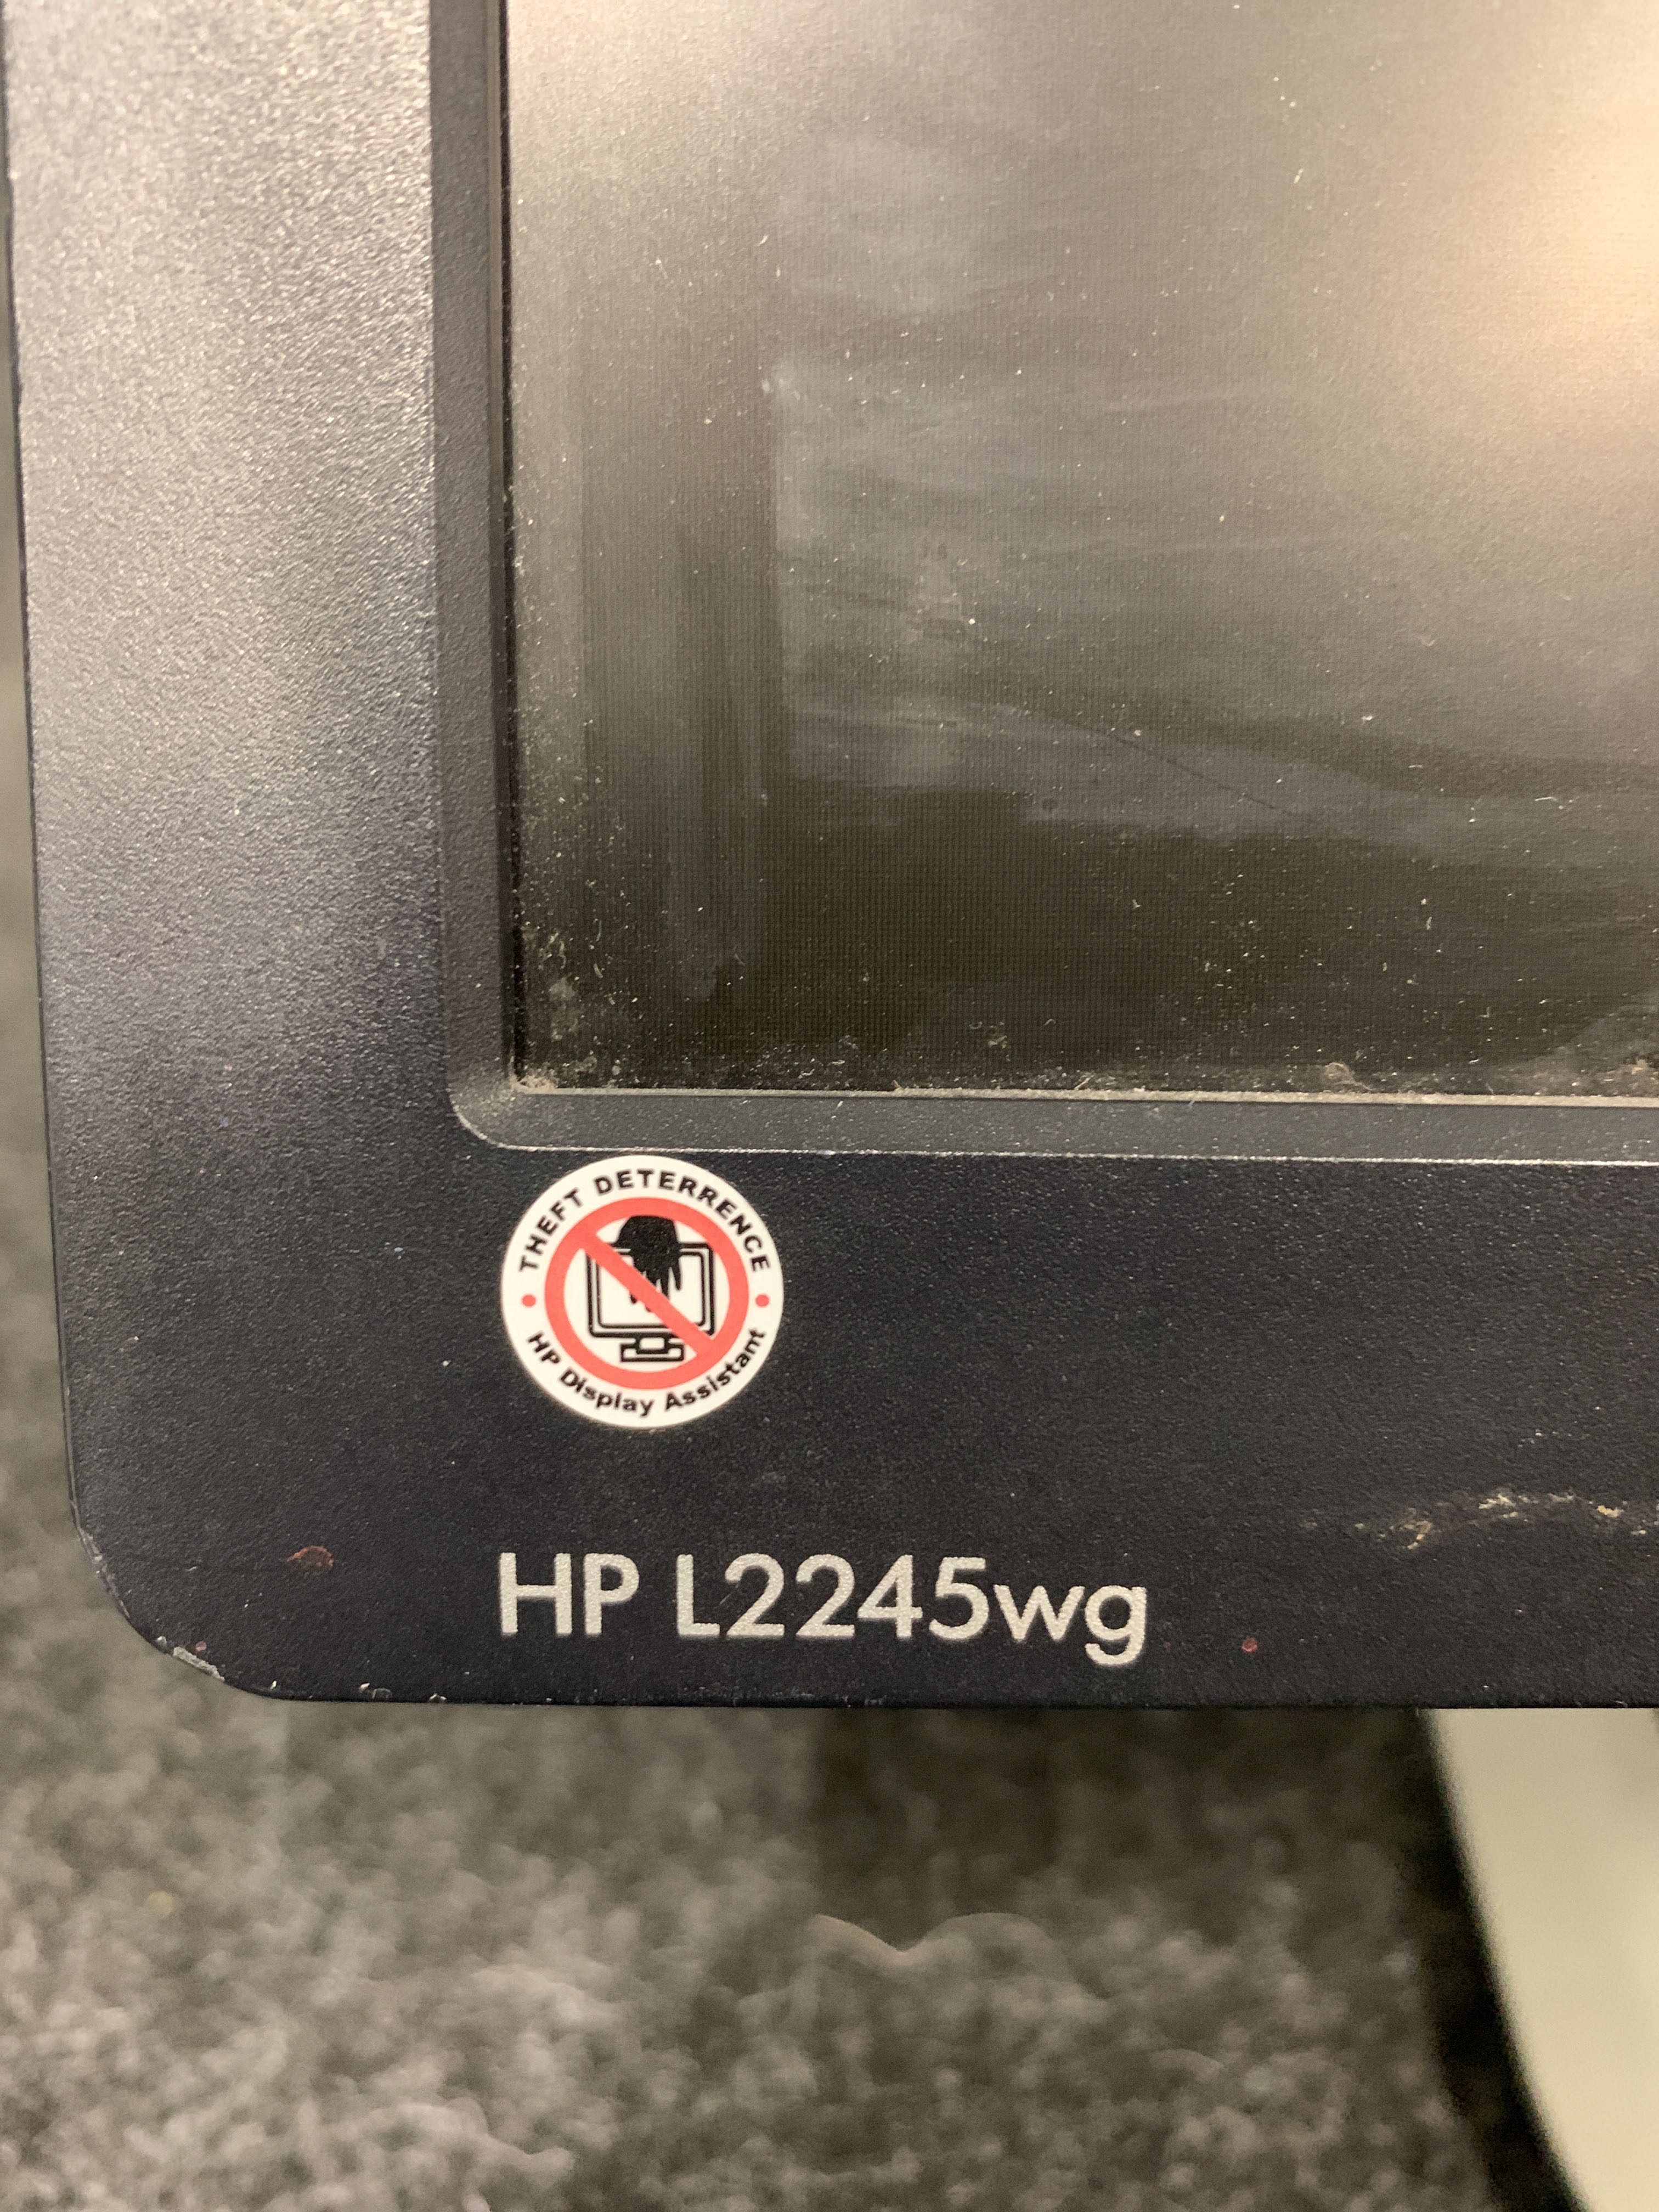 THEFT DETERRENCE
HP Display Assistant
HP L2245wg